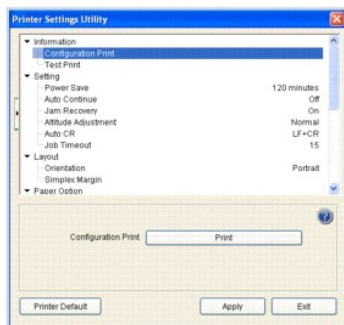 Printer Settings Utility
Information
Configuration Print
Test Print
Setting
Power Save 120 minutes
Auto Continue Off
Jam Recovery On
Altitude Adjustment Normal
Auto CR LF+CR
Job Timeout 15
Layout
Orientation Portrait
Simplex Margin
Paper Option
?
Configuration Print Print
Printer Default Apply Exit